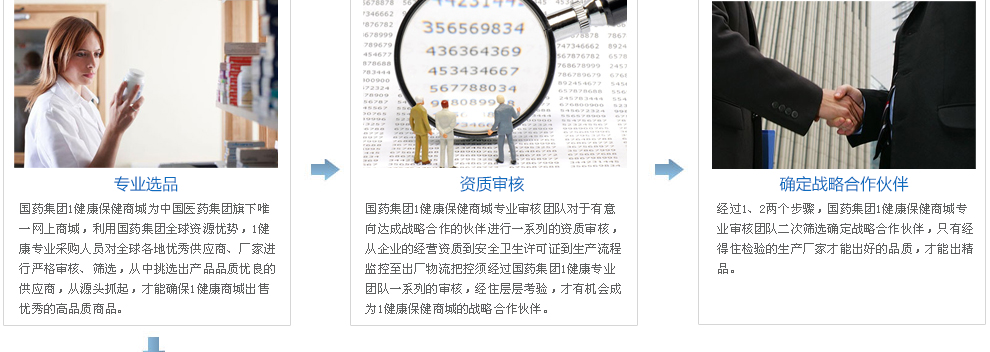 356569834
436364369
453434667
567788034
专业选品
国药集团1健康保健商城为中国医药集团旗下唯
一网上商城，利用国药集团全球资源优势，1健
康专业采购人员对全球各地优秀供应商、厂家进
行严格审核、筛选，从中挑选出产品品质优良的
供应商，从源头抓起，才能确保1健康商城出售
优秀的高品质商品。
资质审核
国药集团1健康保健商城专业审核团队对于有意
向达成战略合作的伙伴进行一系列的资质审核，
从企业的经营资质到安全卫生许可证到生产流程
监控至出厂物流把控须经过国药集团1健康专业
团队一系列的审核，经住层层考验，才有机会成
为1健康保健商城的战略合作伙伴。
确定战略合作伙伴
经过1、2两个步骤，国药集团1健康保健商城专
业审核团队二次筛选确定战略合作伙伴，只有经
得住检验的生产厂家才能出好的品质，才能出精
品。